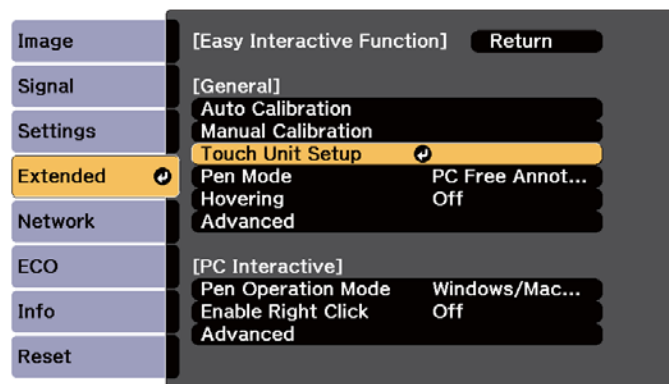 Image
Signal
Settings
Extended
Network
ECO
Info
Reset
[Easy Interactive Function] Return
[General]
Auto Calibration
Manual Calibration
Touch Unit Setup
Pen Mode PC Free Annot...
Hovering Off
Advanced
[PC Interactive]
Pen Operation Mode Windows/Mac...
Enable Right Click Off
Advanced